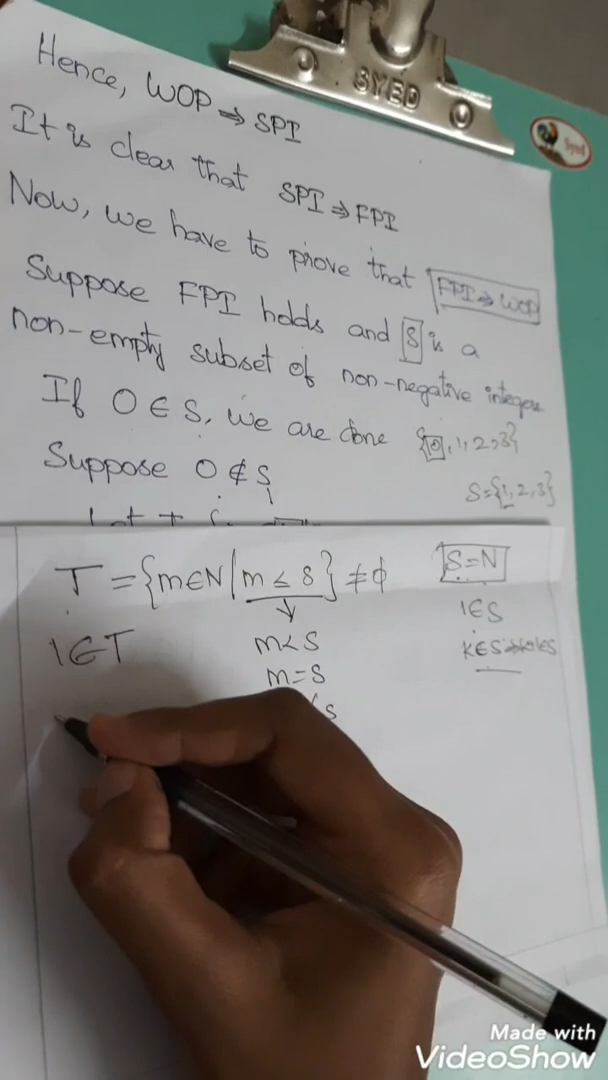 SYED
Syed
Hence, WOP ⇒ SPI
It is clear that SPI ⇒ FPI
Now, we have to prove that FPI ⇒ WOP
Suppose FPI holds and S is a
non-empty subset of non-negative integers
If 0 ∈ S, we are done {0, 1, 2, 3}
Suppose 0 ∉ S
S={1, 2, 3}
T = {m∈N | m ≤ s} ≠ ϕ
S=N
1∈T
m<s
1∈S
m=s
K∈S
s
Made with
VideoShow